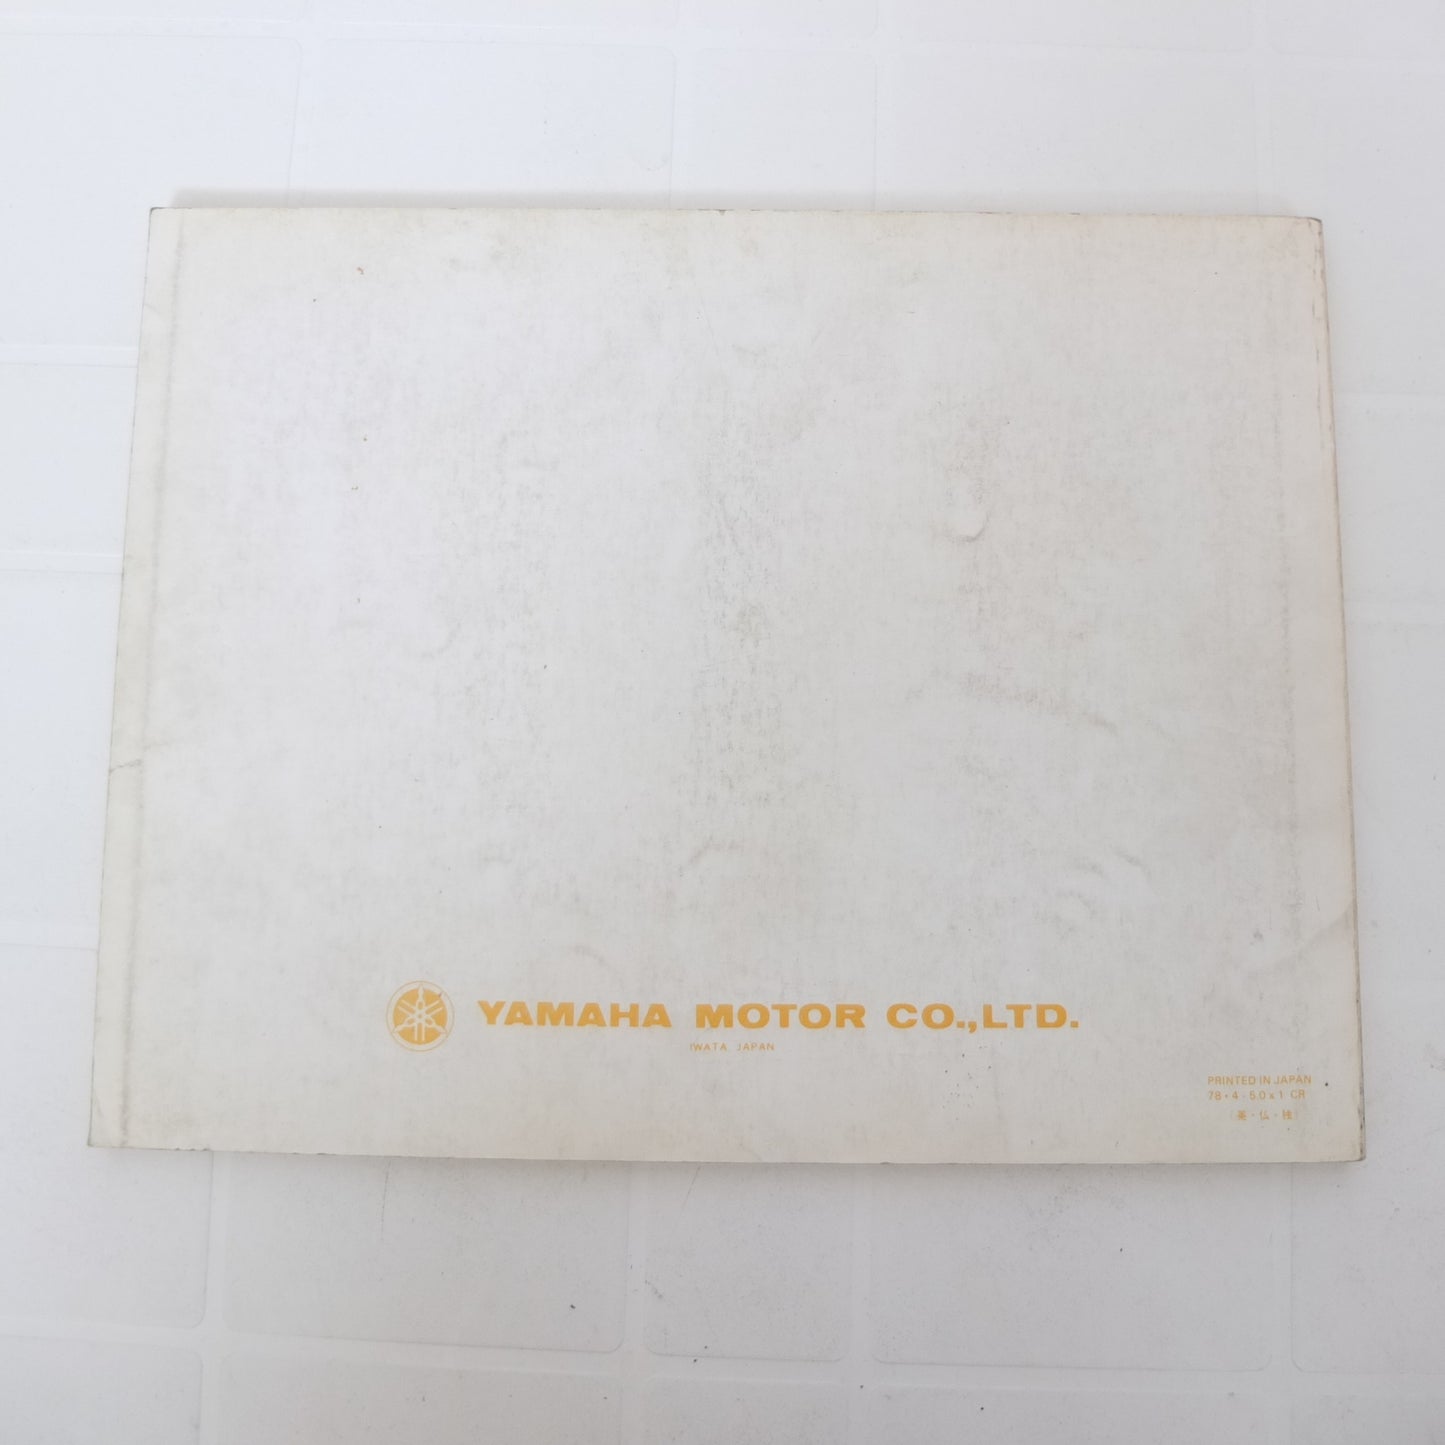 YAMAHA MOTOR CO.,LTD.
IWATA, JAPAN
PRINTED IN JAPAN
78・4-5.0×1 CR
(英・仏・独)